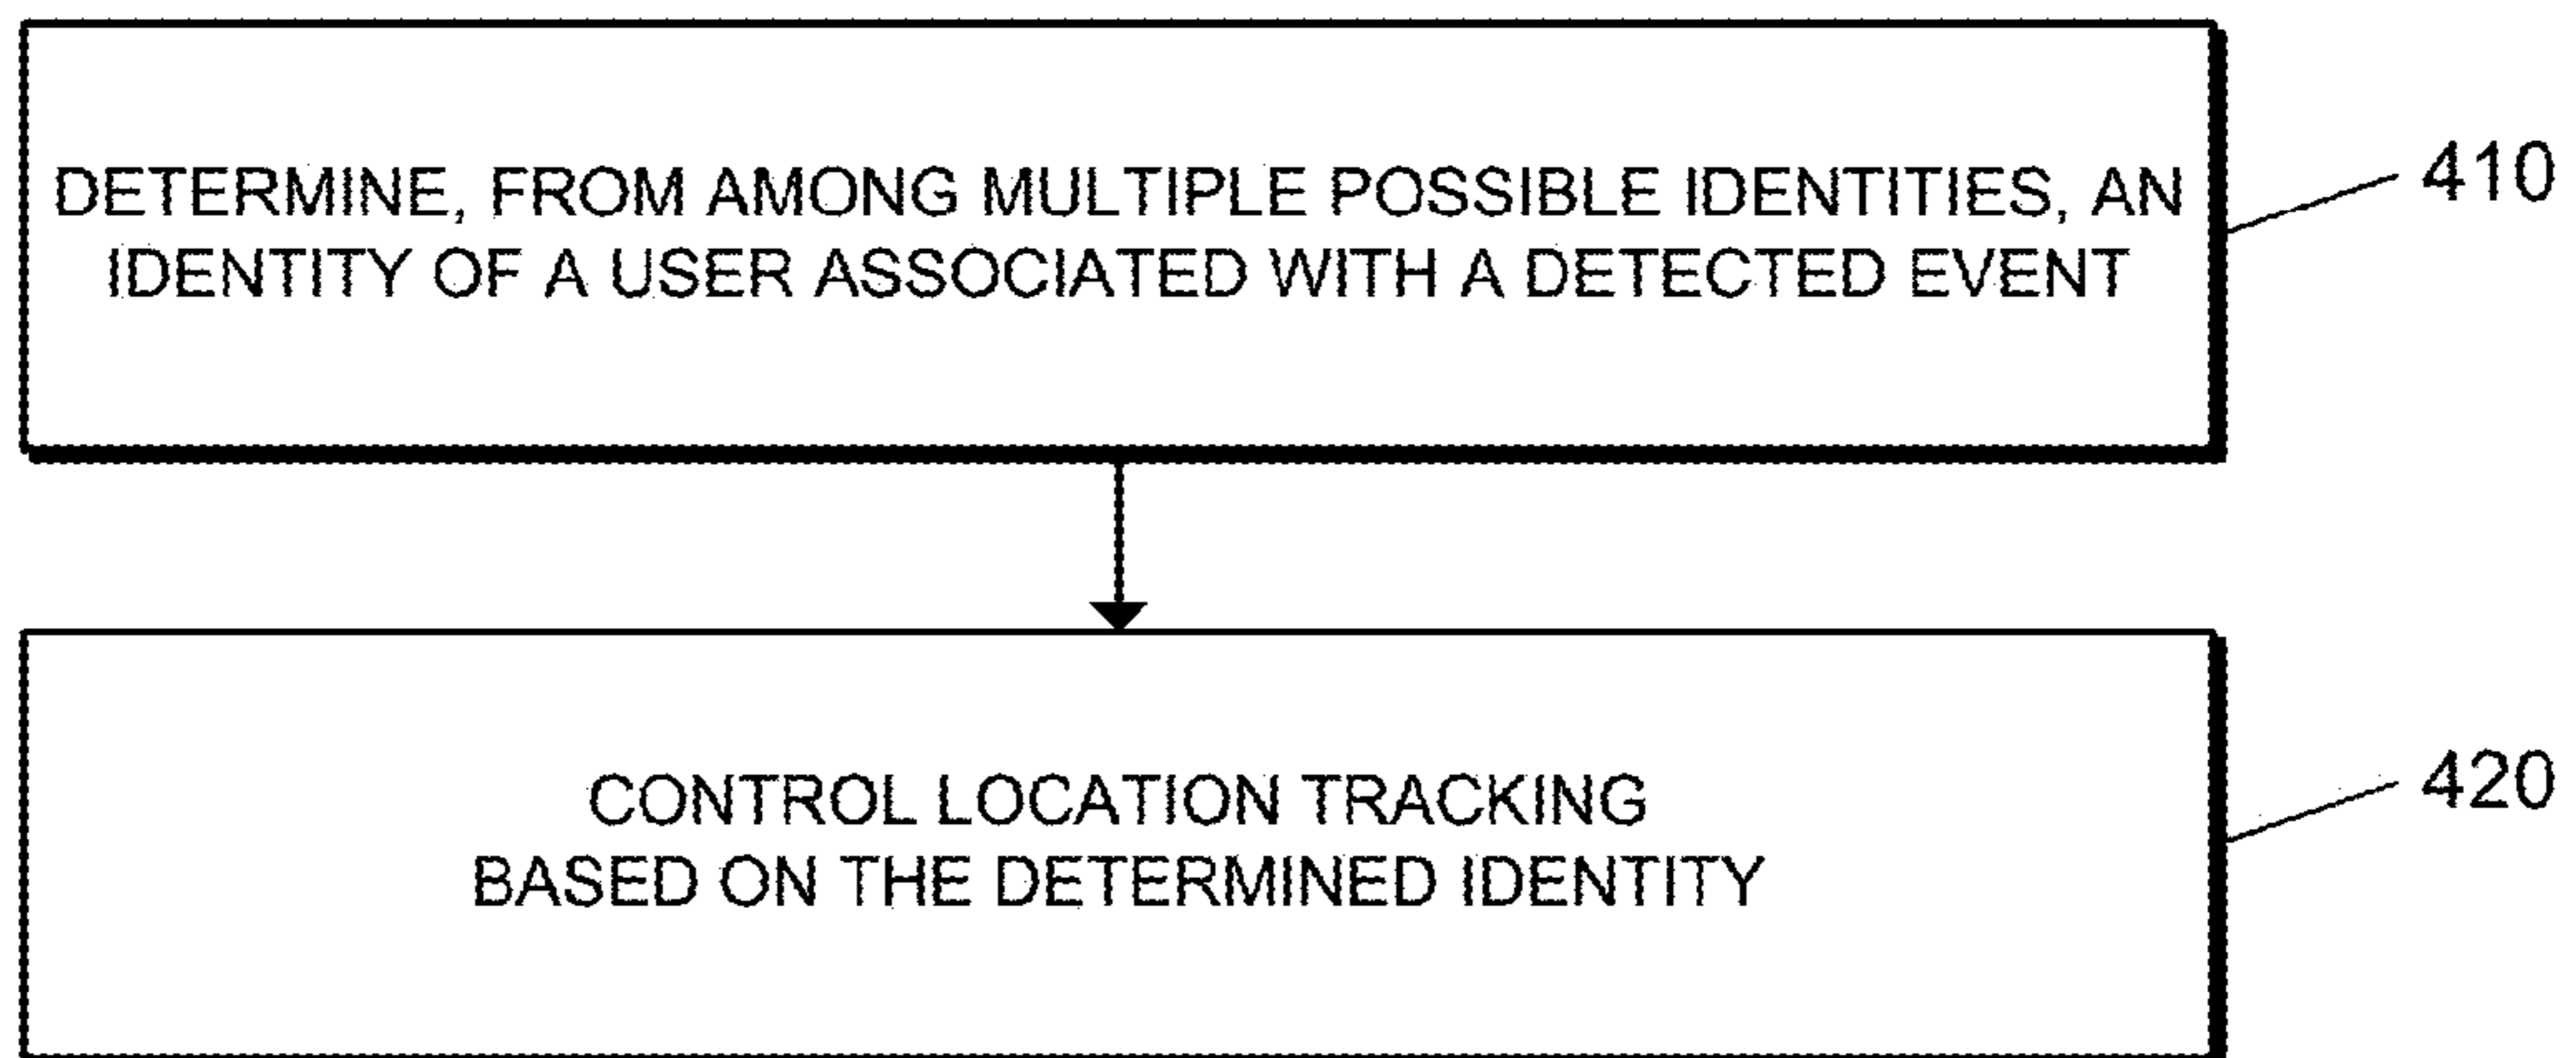 DETERMINE, FROM AMONG MULTIPLE POSSIBLE IDENTITIES, AN
IDENTITY OF A USER ASSOCIATED WITH A DETECTED EVENT
410
CONTROL LOCATION TRACKING
BASED ON THE DETERMINED IDENTITY
420